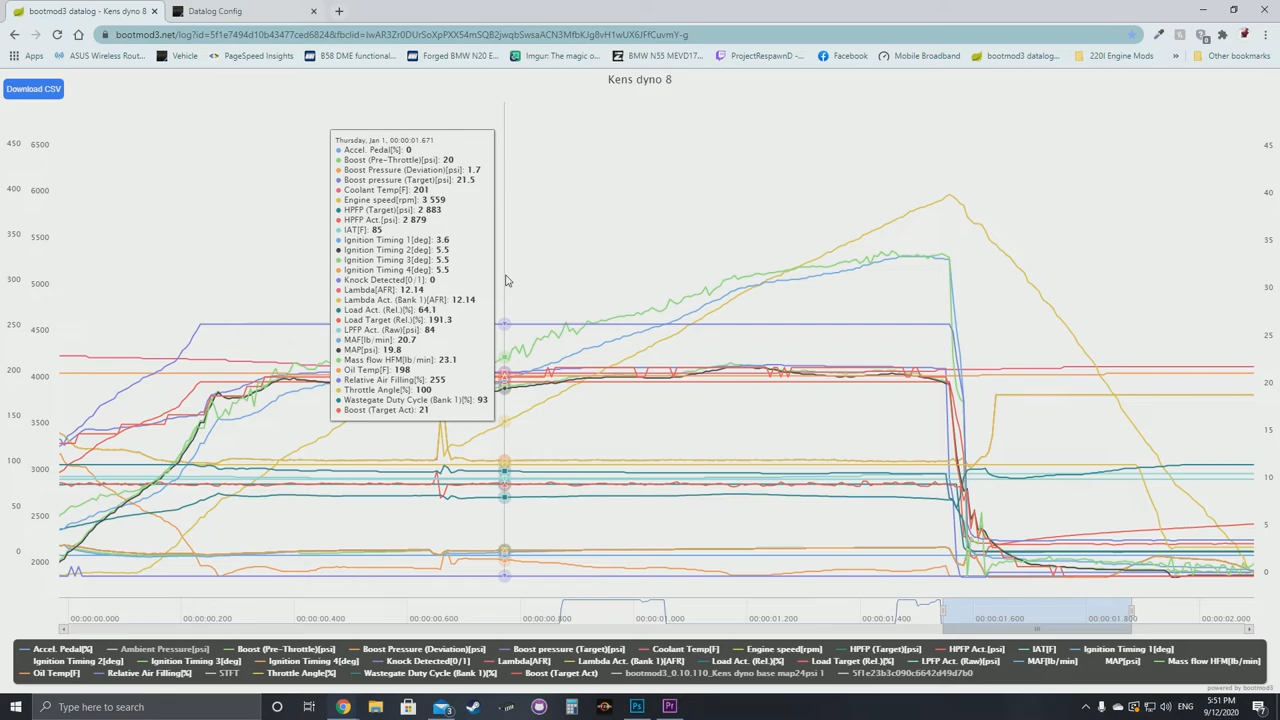 bootmod3 datalog - Kens dyno 8
Datalog Config
bootmod3.net/log?id=5f1e7494d10b43477ced6824&fbclid=IwAR3Zr0DUrSoXpPXX54mSQB2jwqbSwsaACN3MfbKJg8vH1wUX6JFfCuvmY-g
Apps
ASUS Wireless Rout...
Vehicle
PageSpeed Insights
B58 DME functional...
Forged BMW N20 E...
Imgur: The magic o...
BMW N55 MEVD17...
ProjectRespawnD - ...
Facebook
Mobile Broadband
bootmod3 datalog...
220I Engine Mods
»
Other bookmarks
Kens dyno 8
Download CSV
Thursday, Jan 1, 00:00:01.671
Accel. Pedal[%]: 0
Boost (Pre-Throttle)[psi]: 20
Boost Pressure (Deviation)[psi]: 1.7
Boost pressure (Target)[psi]: 21.5
Coolant Temp[F]: 201
Engine speed[rpm]: 3 559
HPFP (Target)[psi]: 2 883
HPFP Act.[psi]: 2 879
IAT[F]: 85
Ignition Timing 1[deg]: 3.6
Ignition Timing 2[deg]: 5.5
Ignition Timing 3[deg]: 5.5
Ignition Timing 4[deg]: 5.5
Knock Detected[0/1]: 0
Lambda[AFR]: 12.14
Lambda Act. (Bank 1)[AFR]: 12.14
Load Act. (Rel.)[%]: 64.1
Load Target (Rel.)[%]: 191.3
LPFP Act. (Raw)[psi]: 84
MAF[lb/min]: 20.7
MAP[psi]: 19.8
Mass flow HFM[lb/min]: 23.1
Oil Temp[F]: 198
Relative Air Filling[%]: 255
Throttle Angle[%]: 100
Wastegate Duty Cycle (Bank 1)[%]: 93
Boost (Target Act): 21
450 6500 45
400 6000 40
350 5500 35
300 5000 30
250 4500 25
200 4000 20
150 3500 15
100 3000 10
50 2500 5
0 2000 0
00:00:00.000 00:00:00.200 00:00:00.400 00:00:00.600 00:00:00.800 00:00:01.000 00:00:01.200 00:00:01.400 00:00:01.600 00:00:01.800 00:00:02.000
Accel. Pedal[%] Ambient Pressure[psi] Boost (Pre-Throttle)[psi] Boost Pressure (Deviation)[psi] Boost pressure (Target)[psi] Coolant Temp[F] Engine speed[rpm] HPFP (Target)[psi] HPFP Act.[psi] IAT[F] Ignition Timing 1[deg]
Ignition Timing 2[deg] Ignition Timing 3[deg] Ignition Timing 4[deg] Knock Detected[0/1] Lambda[AFR] Lambda Act. (Bank 1)[AFR] Load Act. (Rel.)[%] Load Target (Rel.)[%] LPFP Act. (Raw)[psi] MAF[lb/min] MAP[psi] Mass flow HFM[lb/min]
Oil Temp[F] Relative Air Filling[%] STFT Throttle Angle[%] Wastegate Duty Cycle (Bank 1)[%] Boost (Target Act) bootmod3_0.10.110_Kens dyno base map24psi 1 5f1e23b3c090c6642d49d7b0
powered by bootmod3
Type here to search
3
Ps
Pr
ENG
5:51 PM
9/12/2020
7